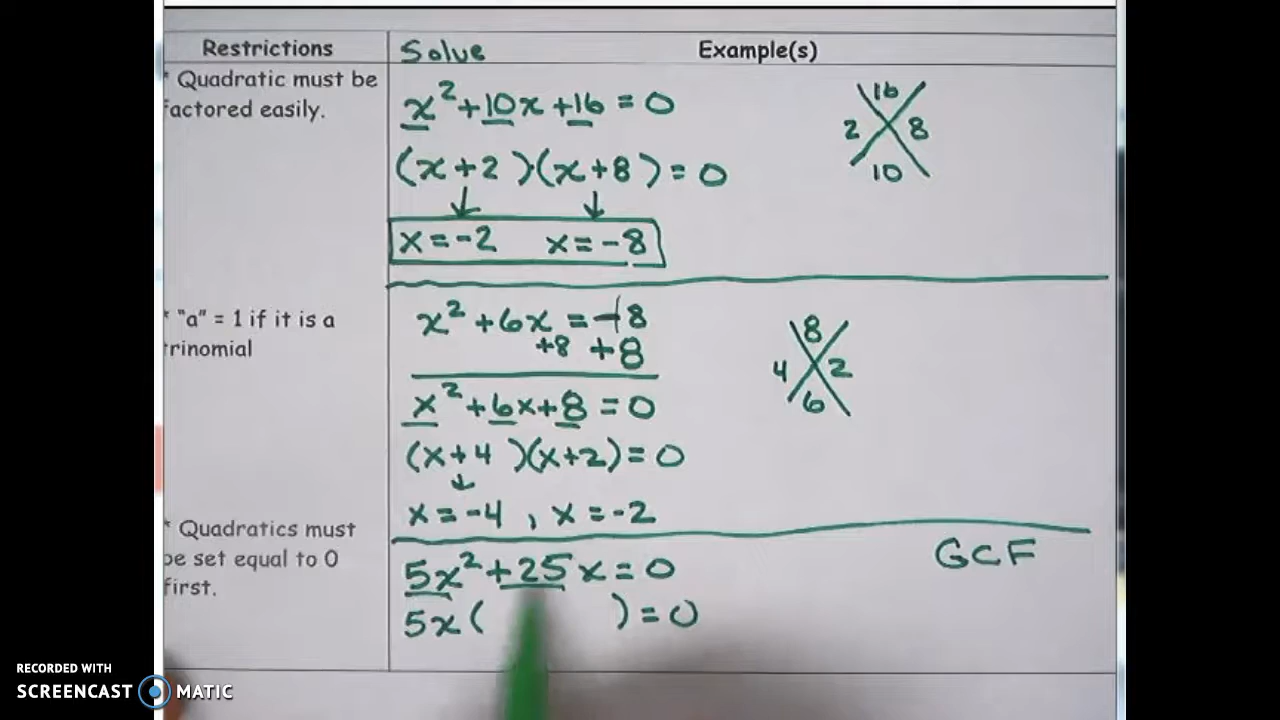 Restrictions
Solve
Example(s)
* Quadratic must be
factored easily.
x² + 10x + 16 = 0
16
2 8
10
(x + 2)·(x + 8) = 0
↓ ↓
x = -2 x = -8
* "a" = 1 if it is a
trinomial
x² + 6x = -8
+8 +8
8
4 2
6
x² + 6x + 8 = 0
(x + 4)(x + 2) = 0
↓
x = -4, x = -2
* Quadratics must
be set equal to 0
first.
5x² + 25x = 0
GCF
5x( ) = 0
RECORDED WITH
SCREENCAST MATIC